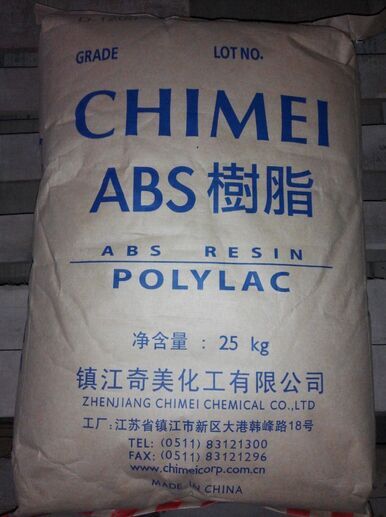 GRADE LOT NO.
CHIMEI
ABS樹脂
ABS RESIN
POLYLAC
净含量 : 25 kg
镇江奇美化工有限公司
ZHENJIANG CHIMEI CHEMICAL CO.,LTD
工厂:江苏省镇江市新区大港韩峰路18号
TEL: (0511) 83121300
FAX: (0511) 83121296
www.chimeicorp.com.cn
MADE IN CHINA